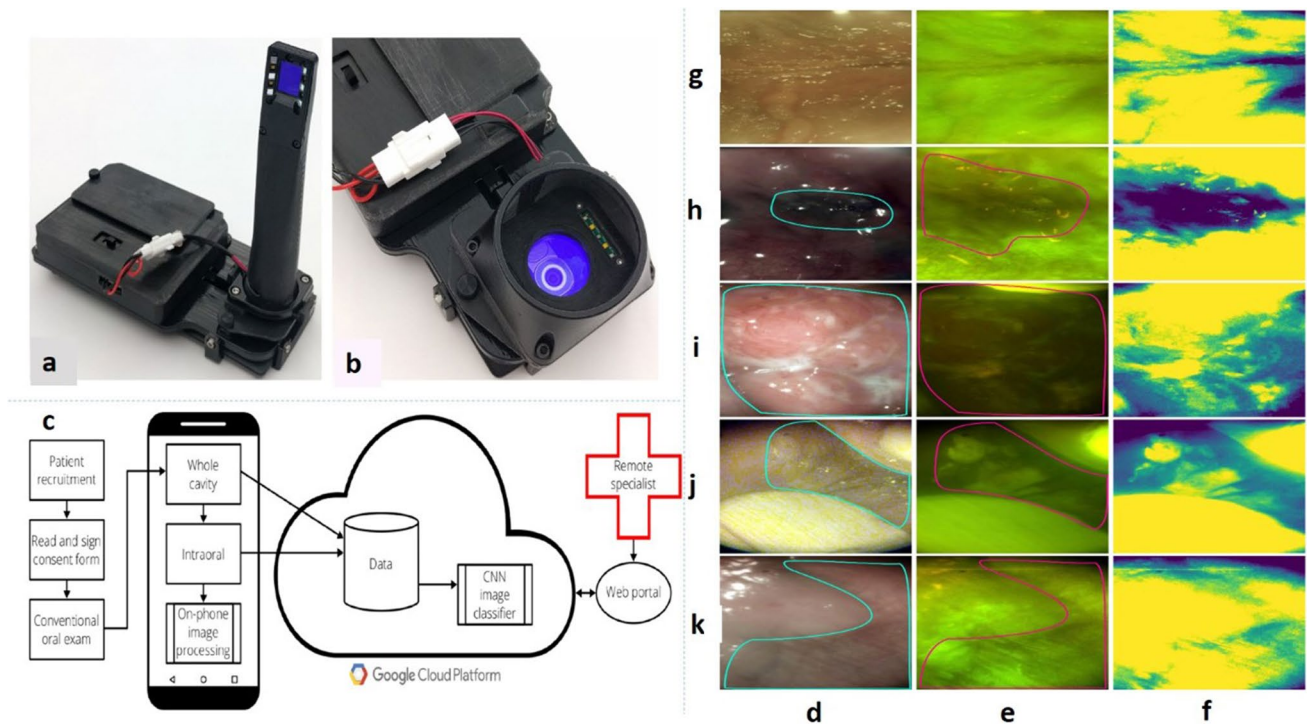 a
b
c
Patient
recruitment
Read and sign
consent form
Conventional
oral exam
Whole
cavity
Intraoral
On-phone
image
processing
Data
CNN
image
classifier
Google Cloud Platform
Remote
specialist
Web portal
g
h
i
j
k
d
e
f